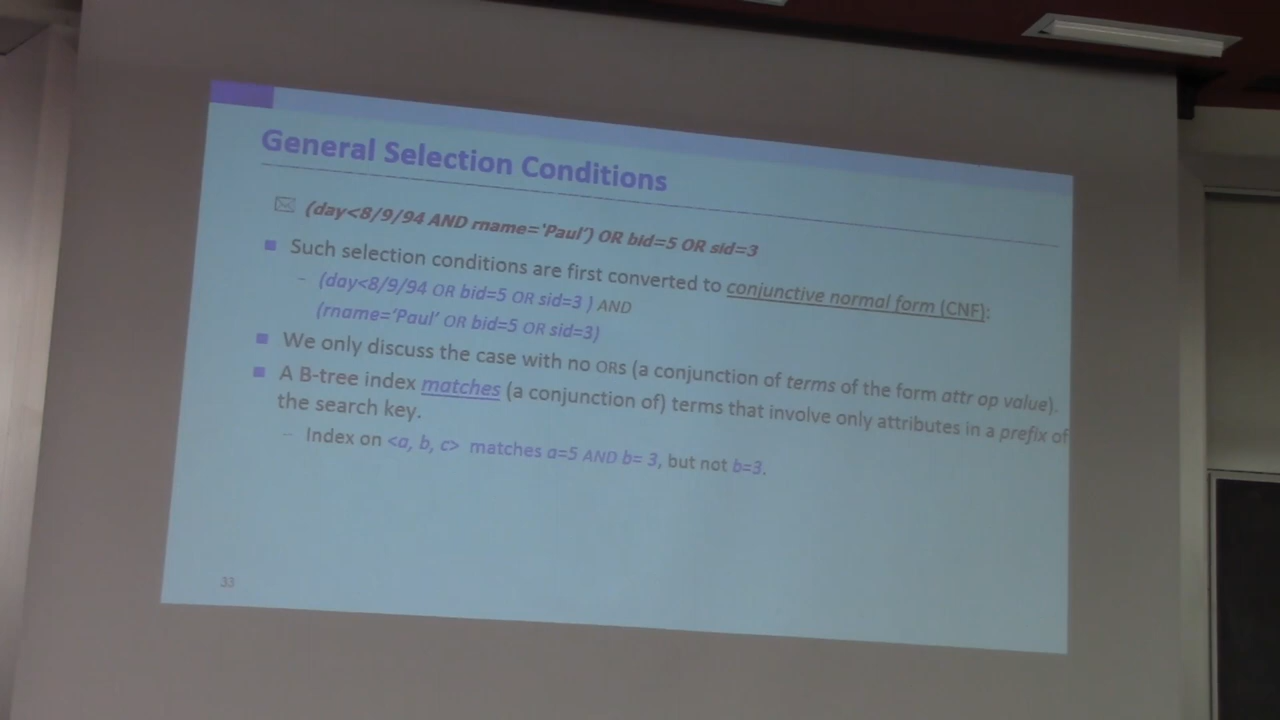 General Selection Conditions
(day<8/9/94 AND rname='Paul') OR bid=5 OR sid=3
Such selection conditions are first converted to conjunctive normal form (CNF):
- (day<8/9/94 OR bid=5 OR sid=3 ) AND
(rname='Paul' OR bid=5 OR sid=3)
We only discuss the case with no ORs (a conjunction of terms of the form attr op value).
A B-tree index matches (a conjunction of) terms that involve only attributes in a prefix of
the search key.
- Index on <a, b, c> matches a=5 AND b= 3, but not b=3.
33